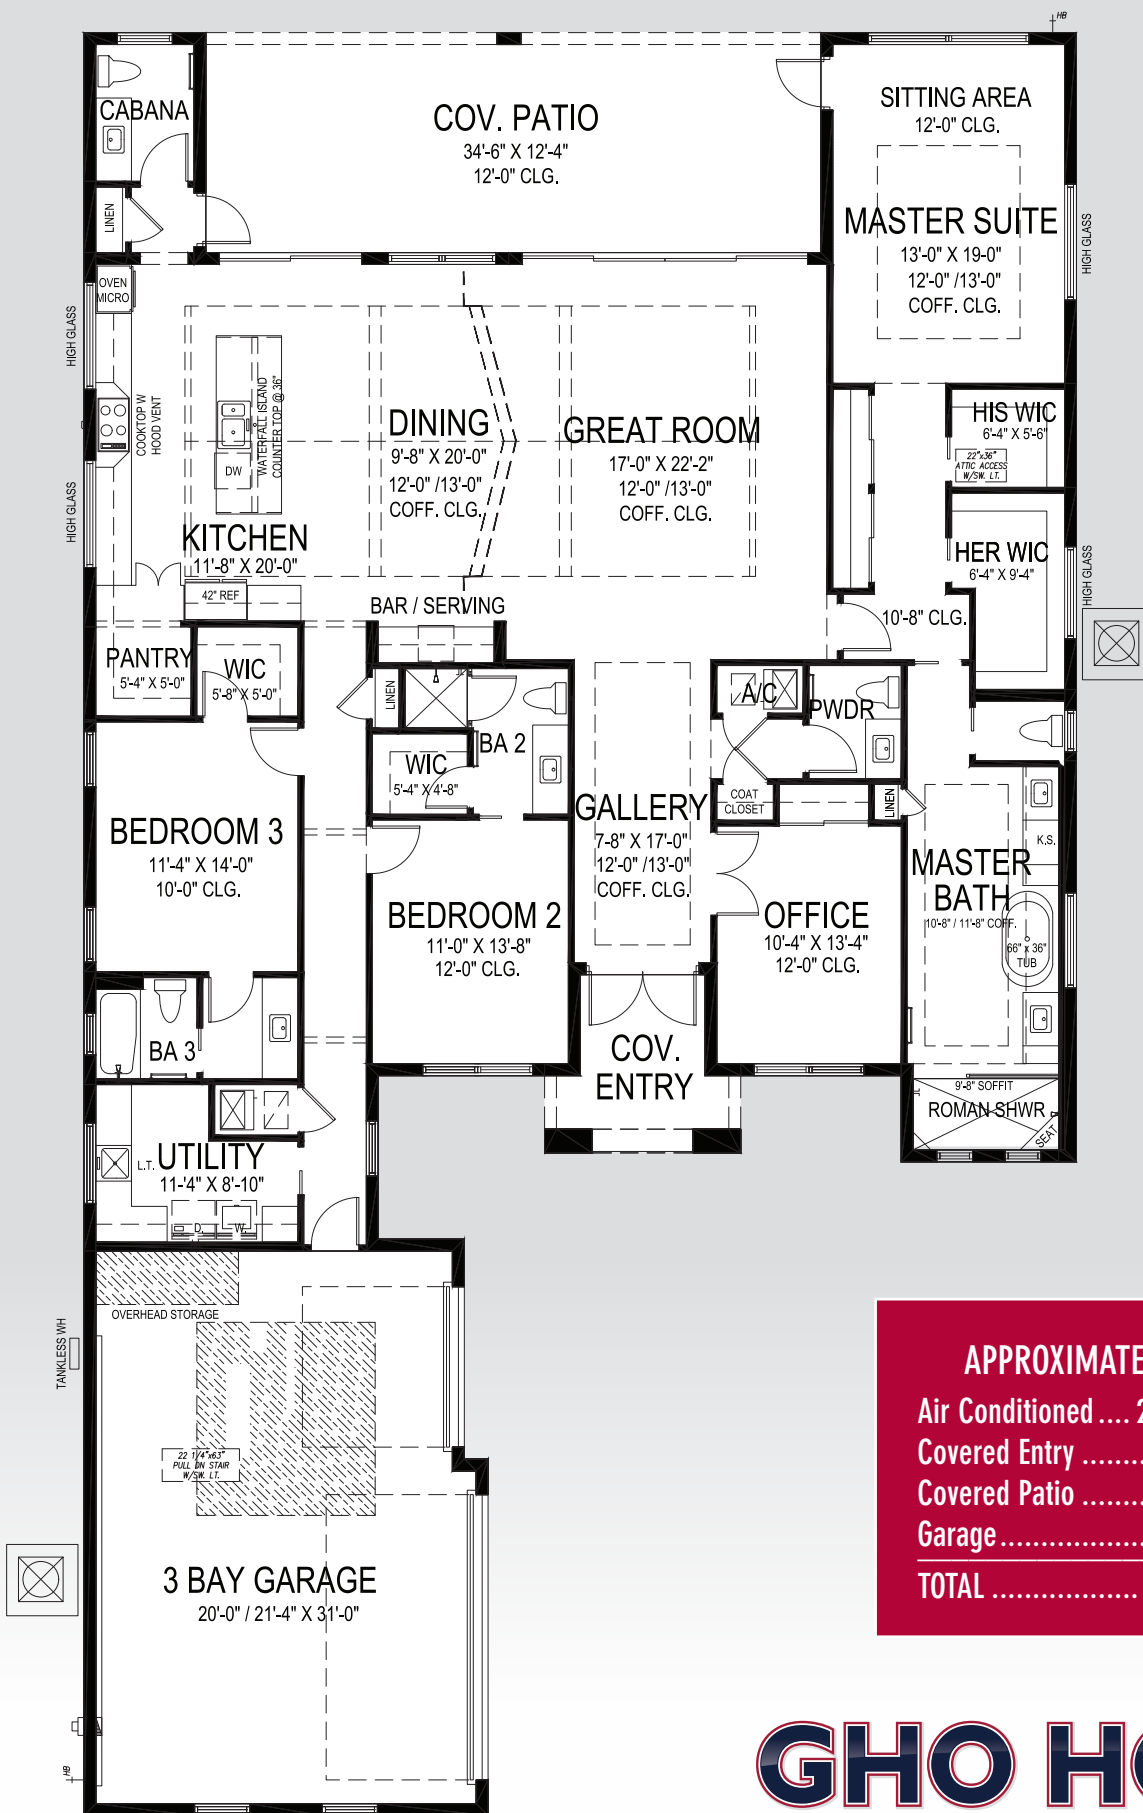 HB
CABANA
COV. PATIO
34'-6" X 12'-4"
12'-0" CLG.
SITTING AREA
12'-0" CLG.
LINEN
MASTER SUITE
13'-0" X 19-0"
12'-0" /13'-0"
COFF. CLG.
HIGH GLASS
OVEN
MICRO
HIGH GLASS
COOKTOP W
HOOD VENT
WATERFALL ISLAND
COUNTER TOP @ 36"
DW
DINING
9'-8" X 20'-0"
12'-0" /13'-0"
COFF. CLG.
GREAT ROOM
17'-0" X 22'-2"
12'-0" /13'-0"
COFF. CLG.
HIS WIC
6'-4" X 5'-6"
22"x36"
ATTIC ACCESS
W/SW. LT.
HIGH GLASS
KITCHEN
11'-8" X 20'-0"
42" REF
HER WIC
6'-4" X 9'-4"
HIGH GLASS
BAR / SERVING
10'-8" CLG.
PANTRY
5'-4" X 5'-0"
WIC
5'-8" X 5'-0"
LINEN
BA 2
WIC
5'-4" X 4'-8"
A/C
PWDR
COAT
CLOSET
LINEN
GALLERY
7-8" X 17'-0"
12'-0" /13'-0"
COFF. CLG.
BEDROOM 3
11'-4" X 14'-0"
10'-0" CLG.
K.S.
MASTER
BATH
10'-8" / 11'-8" COFF.
66" x 36"
TUB
BEDROOM 2
11'-0" X 13'-8"
12'-0" CLG.
OFFICE
10'-4" X 13'-4"
12'-0" CLG.
BA 3
COV.
ENTRY
9'-8" SOFFIT
ROMAN SHWR
SEAT
L.T.
UTILITY
11'-4" X 8'-10"
D.
W.
OVERHEAD STORAGE
TANKLESS WH
22 1/4"x63"
PULL DN STAIR
W/SW. LT.
3 BAY GARAGE
20'-0" / 21'-4" X 31'-0"
HB
APPROXIMATE
Air Conditioned .... 2
Covered Entry ........
Covered Patio ........
Garage..................
TOTAL ..................
GHO HO